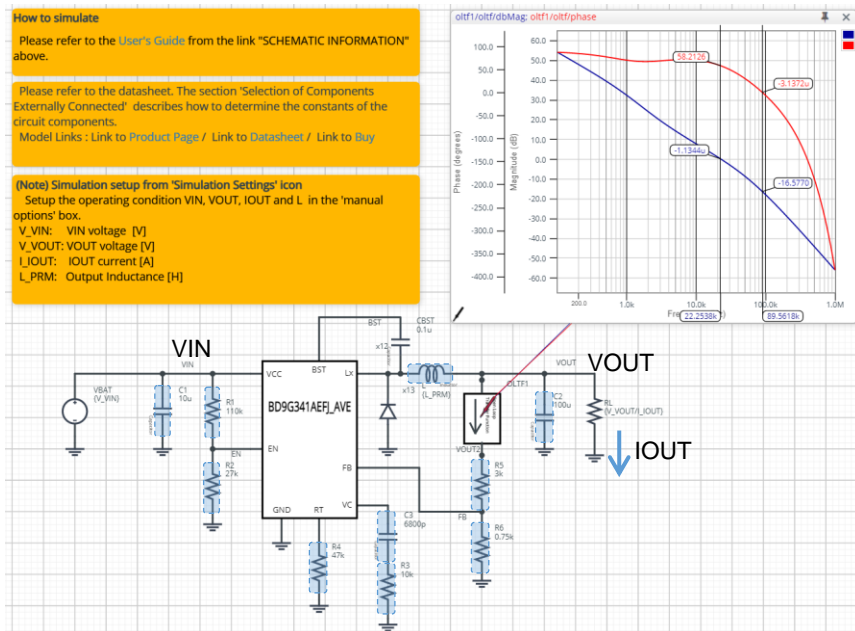 How to simulate
Please refer to the User's Guide from the link "SCHEMATIC INFORMATION"
above.
Please refer to the datasheet. The section 'Selection of Components
Externally Connected' describes how to determine the constants of the
circuit components.
Model Links : Link to Product Page / Link to Datasheet / Link to Buy
(Note) Simulation setup from 'Simulation Settings' icon
Setup the operating condition VIN, VOUT, IOUT and L in the 'manual
options' box.
V_VIN: VIN voltage [V]
V_VOUT: VOUT voltage [V]
I_IOUT: IOUT current [A]
L_PRM: Output Inductance [H]
oltf1/oltf/dbMag; oltf1/oltf/phase
Phase (degrees)
100.0
50.0
0.0
-50.0
-100.0
-150.0
-200.0
-250.0
-300.0
-350.0
-400.0
Magnitude (dB)
60.0
50.0
40.0
30.0
20.0
10.0
0.0
-10.0
-20.0
-30.0
-40.0
-50.0
-60.0
58.2126
-3.1372u
-1.1344u
-16.5770
200.0
1.0k
10.0k
100.0k
1.0M
22.2538k
89.5618k
VIN
VIN
VBAT
(V_VIN)
C1
10u
R1
110k
R2
27k
EN
VCC
BST
Lx
BD9G341AEFJ_AVE
EN
FB
VC
GND
RT
BST
CBST
0.1u
x12
x13
L
(L_PRM)
VOUT
VOUT
OLTF1
VOUT2
C2
100u
RL
(V_VOUT/I_IOUT)
IOUT
R5
3k
FB
R6
0.75k
C3
6800p
R3
10k
R4
47k